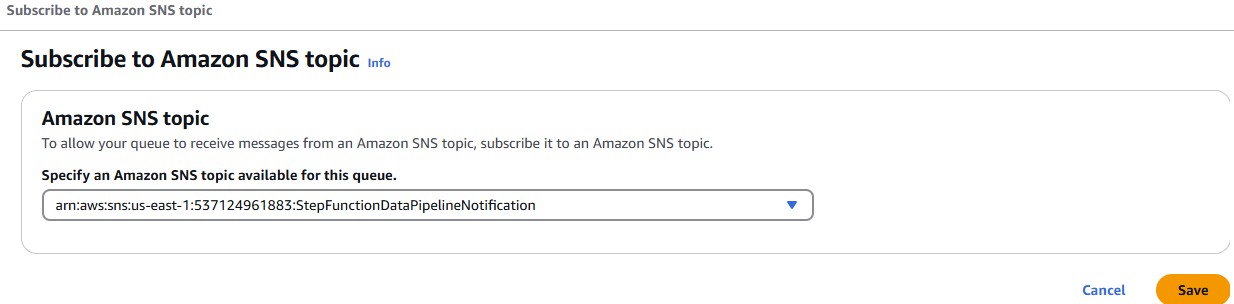 Subscribe to Amazon SNS topic
Subscribe to Amazon SNS topic Info
Amazon SNS topic
To allow your queue to receive messages from an Amazon SNS topic, subscribe it to an Amazon SNS topic.
Specify an Amazon SNS topic available for this queue.
arn:aws:sns:us-east-1:537124961883:StepFunctionDataPipelineNotification
Cancel Save